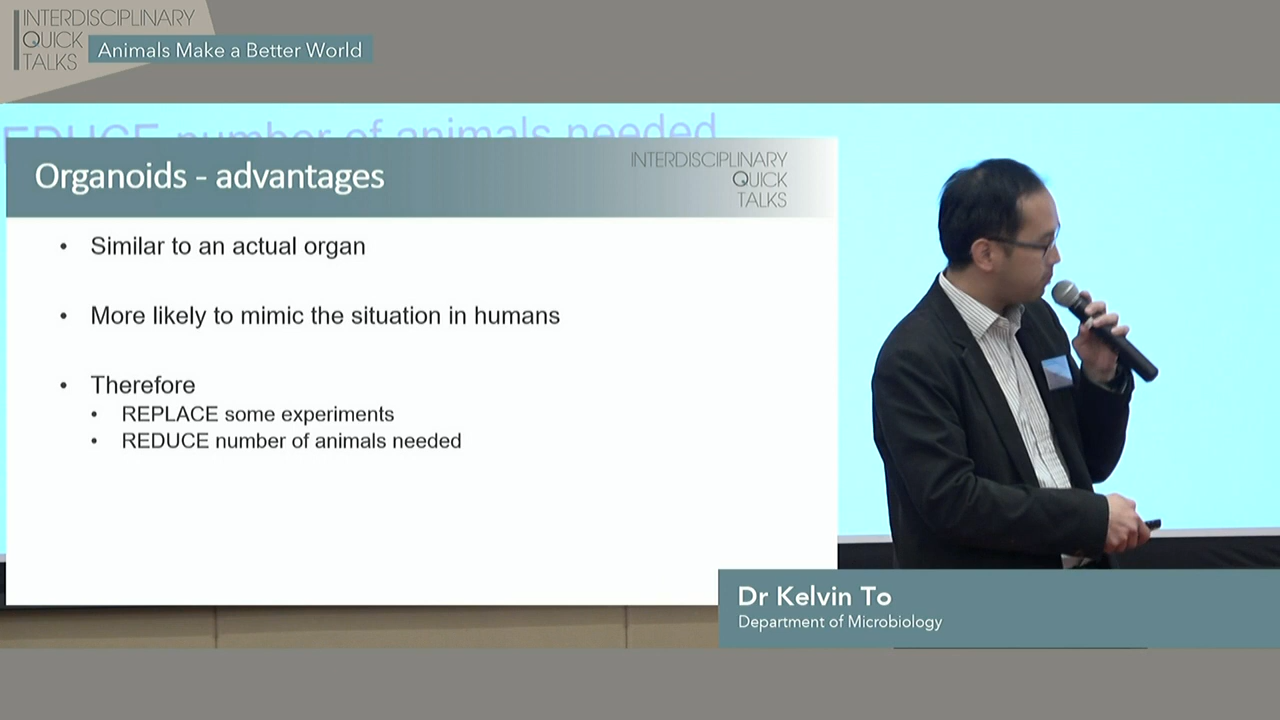 INTERDISCIPLINARY
QUICK
TALKS
Animals Make a Better World
REDUCE number of animals needed
Organoids - advantages
INTERDISCIPLINARY
QUICK
TALKS
• Similar to an actual organ
• More likely to mimic the situation in humans
• Therefore
• REPLACE some experiments
• REDUCE number of animals needed
Dr Kelvin To
Department of Microbiology